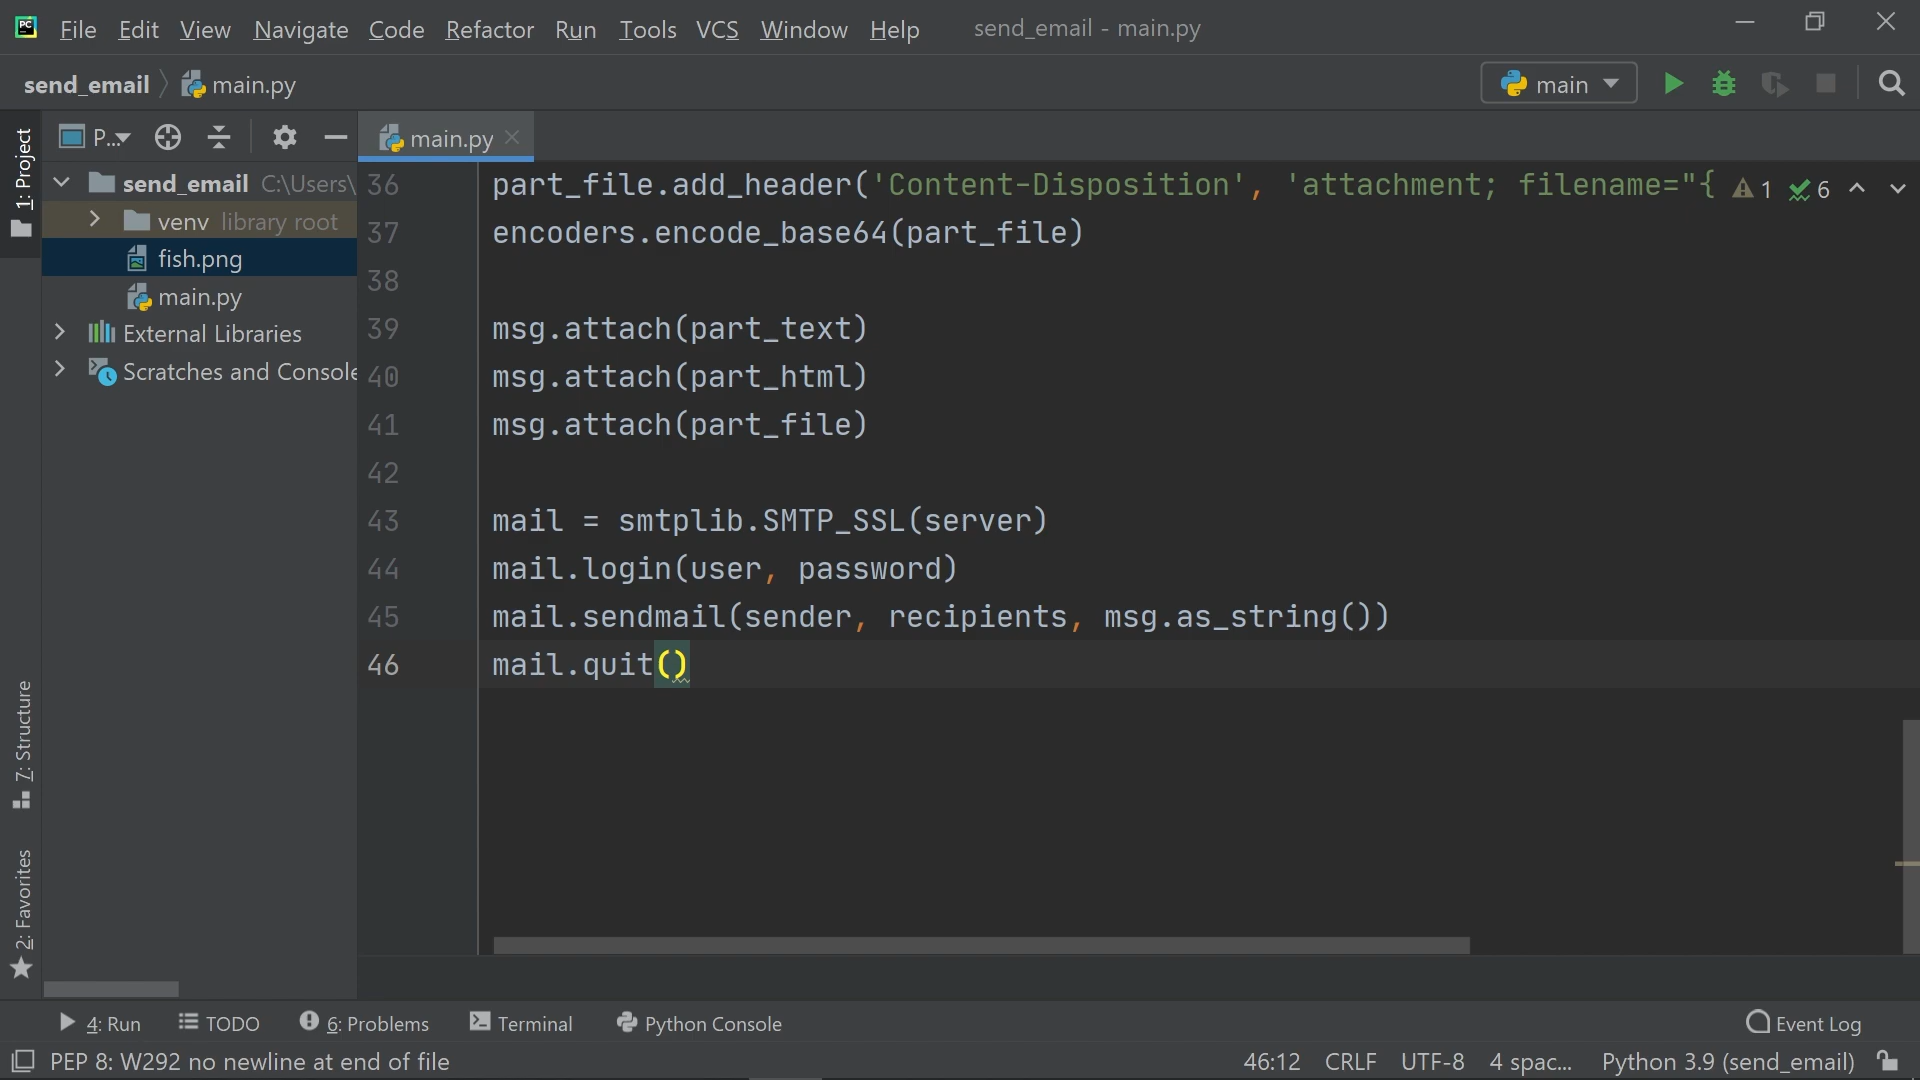 PC File Edit View Navigate Code Refactor Run Tools VCS Window Help send_email - main.py
send_email main.py main
1: Project P... main.py
send_email C:\Users\
venv library root
fish.png
main.py
External Libraries
Scratches and Console
36 part_file.add_header('Content-Disposition', 'attachment; filename="{ 1 6
37 encoders.encode_base64(part_file)
38
39 msg.attach(part_text)
40 msg.attach(part_html)
41 msg.attach(part_file)
42
43 mail = smtplib.SMTP_SSL(server)
44 mail.login(user, password)
45 mail.sendmail(sender, recipients, msg.as_string())
46 mail.quit()
7: Structure
2: Favorites
4: Run TODO 6: Problems Terminal Python Console Event Log
PEP 8: W292 no newline at end of file 46:12 CRLF UTF-8 4 spac... Python 3.9 (send_email)